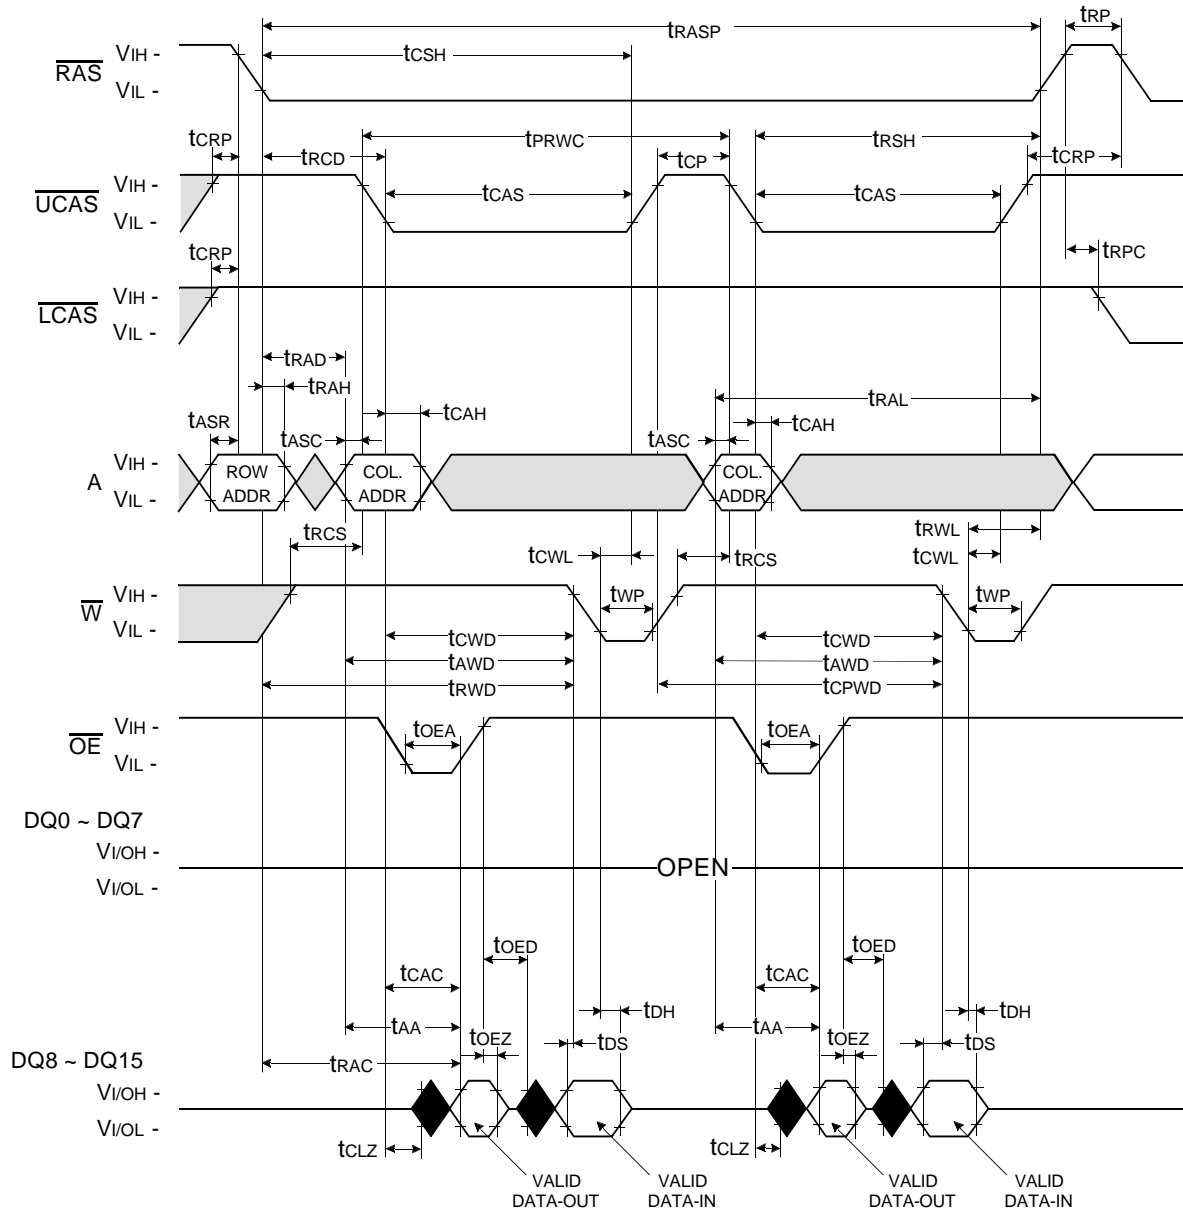 tRP
tRASP
tCSH
RAS
VIH -
VIL -
tCRP
tRCD
tPRWC
tCP
tRSH
tCRP
UCAS
VIH -
VIL -
tCAS
tCAS
tCRP
tRPC
LCAS
VIH -
VIL -
tRAD
tRAH
tASR
tASC
tCAH
tRAL
tASC
tCAH
A
VIH -
VIL -
ROW
ADDR
COL.
ADDR
COL.
ADDR
tRCS
tCWL
tRCS
tRWL
tCWL
W
VIH -
VIL -
tWP
tWP
tCWD
tCWD
tAWD
tAWD
tRWD
tCPWD
OE
VIH -
VIL -
tOEA
tOEA
DQ0 ~ DQ7
VI/OH -
VI/OL -
OPEN
tOED
tOED
tCAC
tCAC
tDH
tDH
tAA
tAA
tOEZ
tDS
tOEZ
tDS
DQ8 ~ DQ15
tRAC
VI/OH -
VI/OL -
tCLZ
tCLZ
VALID
DATA-OUT
VALID
DATA-IN
VALID
DATA-OUT
VALID
DATA-IN